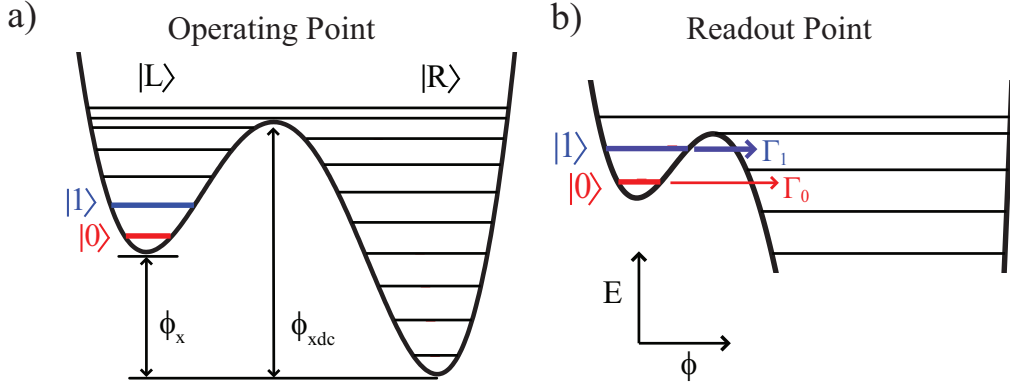 a)
Operating Point
|L⟩
|R⟩
|1⟩
|0⟩
ϕx
ϕxdc
b)
Readout Point
|1⟩
Γ1
|0⟩
Γ0
E
ϕ